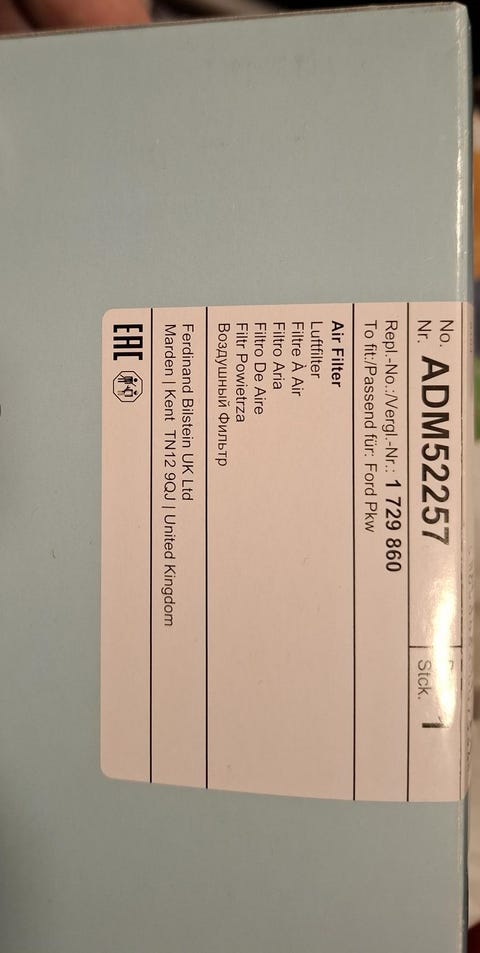 No.
Nr. ADM52257
Stck. 1
Repl.-No.:/Vergl.-Nr.: 1 729 860
To fit:/Passend für: Ford Pkw
Air Filter
Luftfilter
Filtre À Air
Filtro Aria
Filtro De Aire
Filtr Powietrza
Воздушный Фильтр
Ferdinand Bilstein UK Ltd
Marden | Kent TN12 9QJ | United Kingdom
EAC